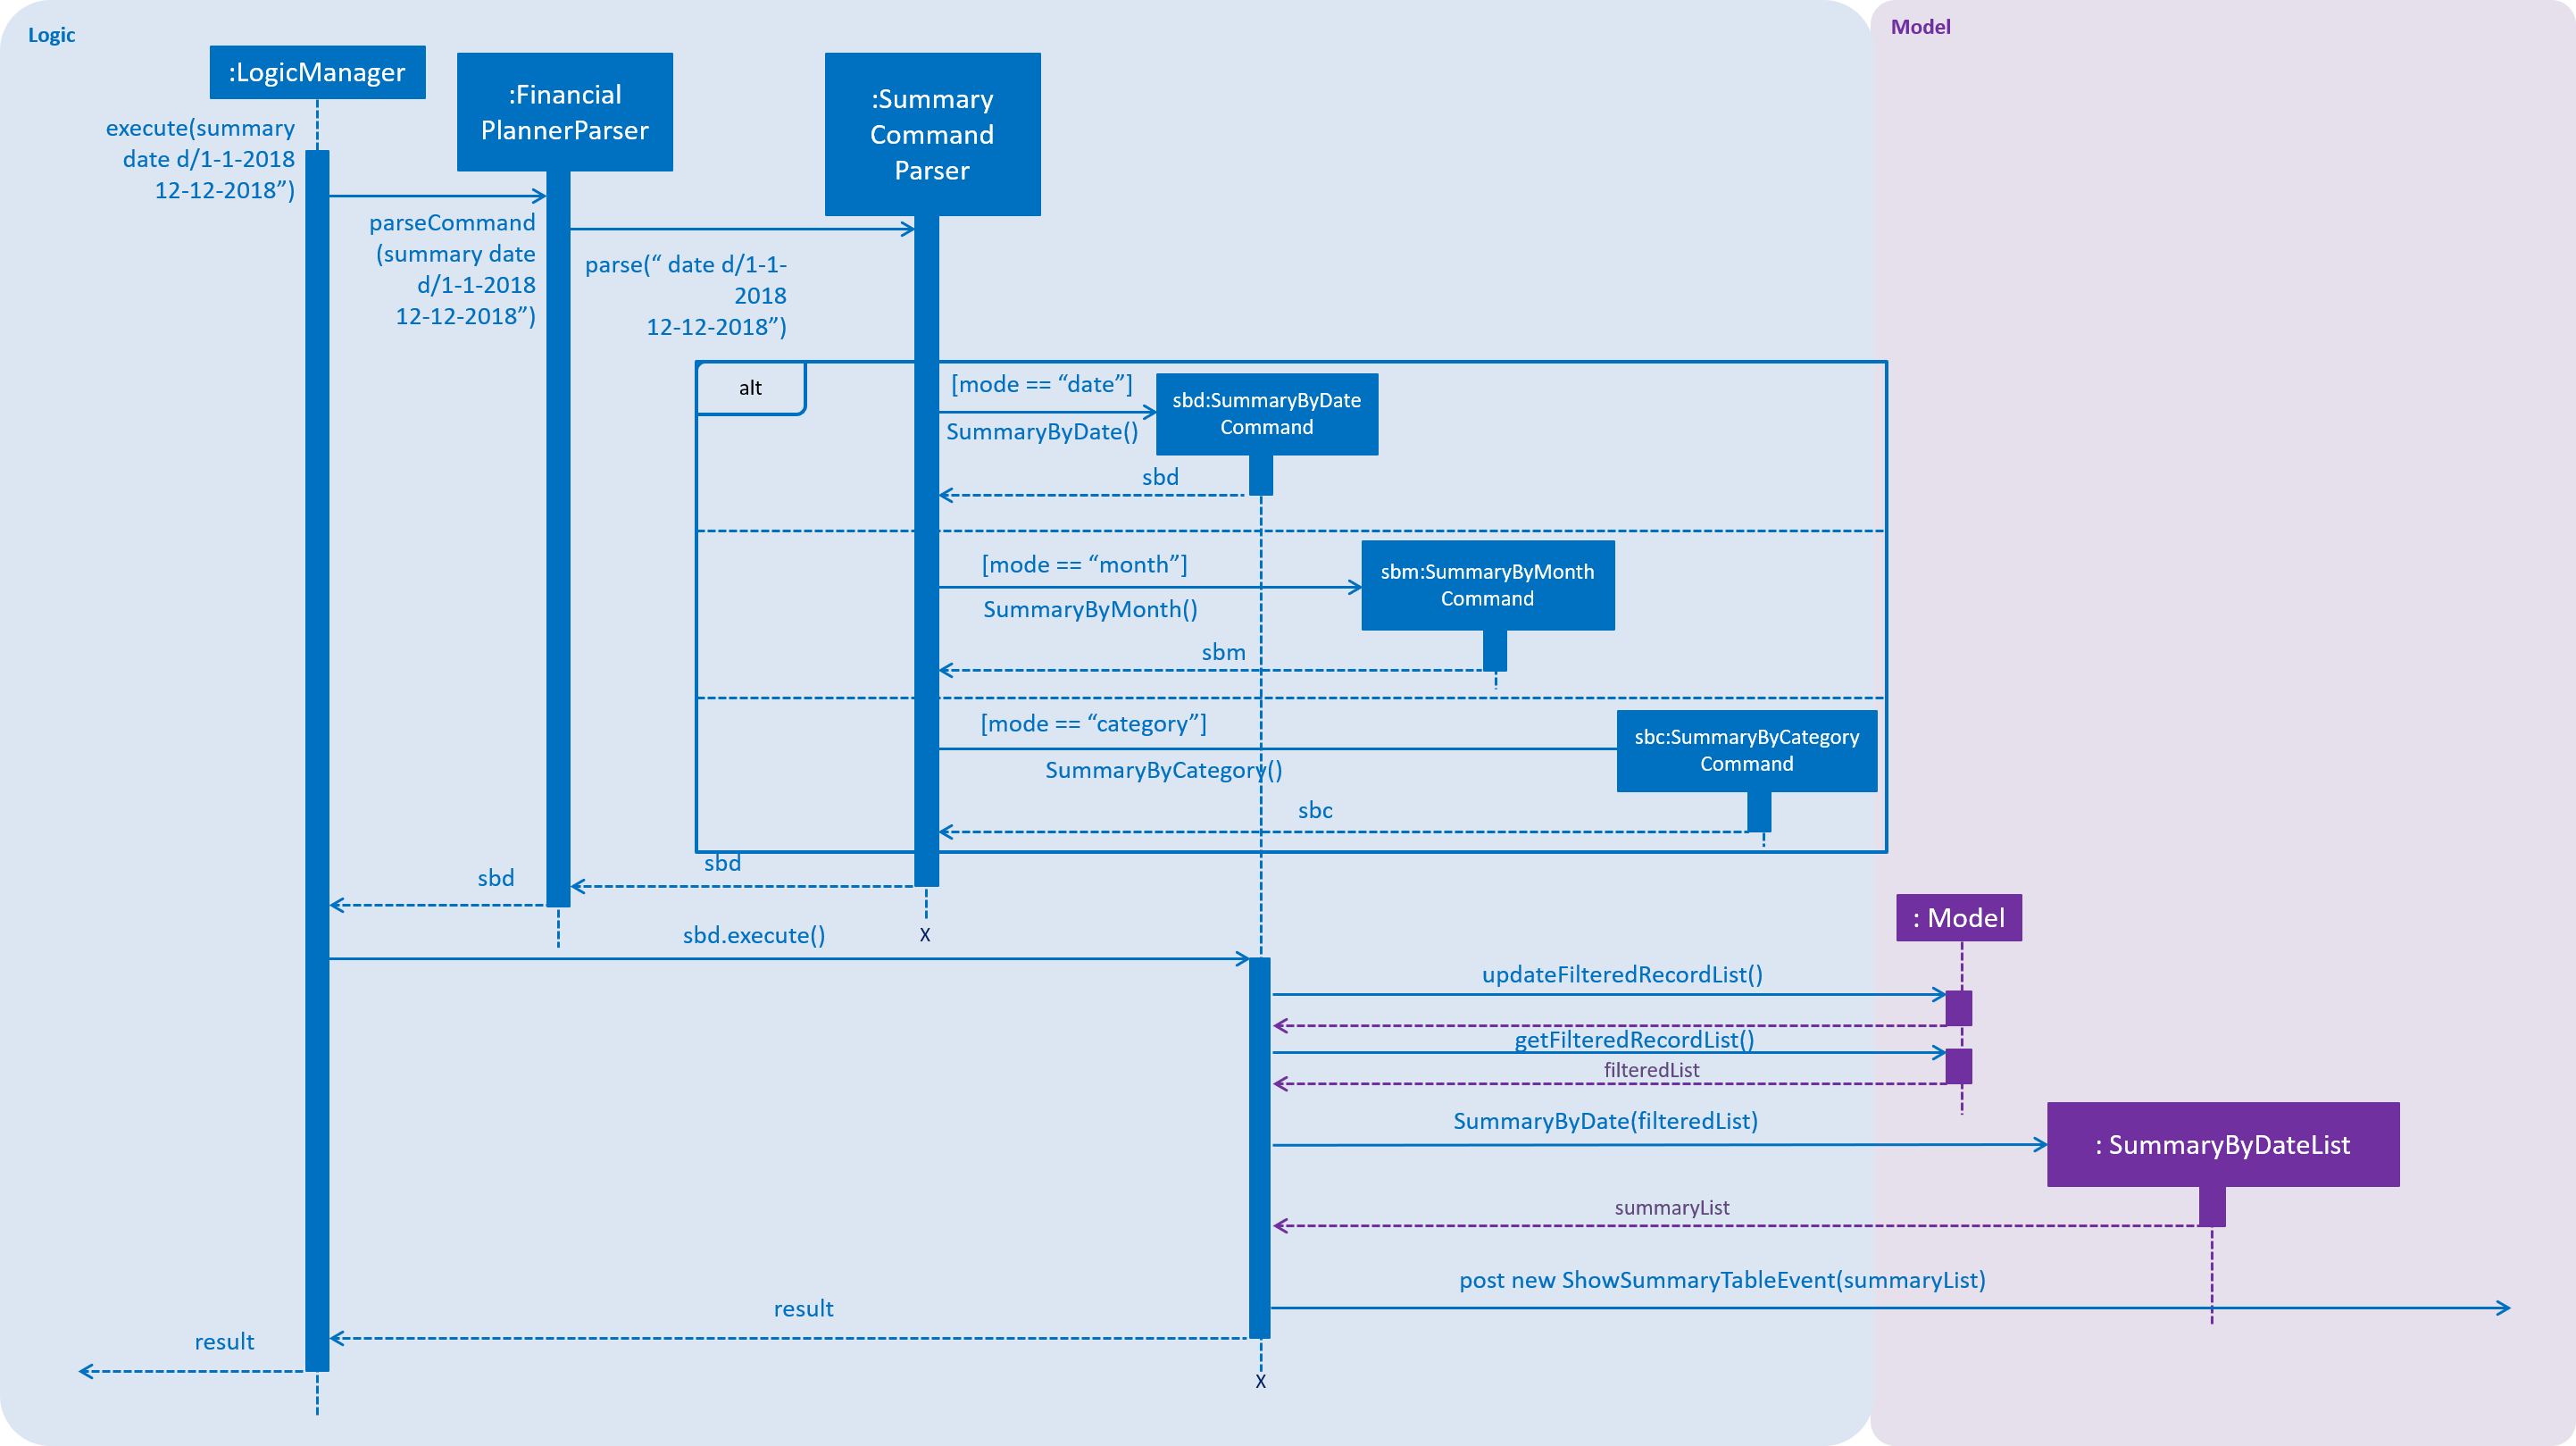 Logic
Model
:LogicManager
:Financial
PlannerParser
:Summary
Command
Parser
execute(summary
date d/1-1-2018
12-12-2018”)
parseCommand
(summary date
d/1-1-2018
12-12-2018”)
parse(“ date d/1-1-
2018
12-12-2018”)
alt
[mode == “date”]
sbd:SummaryByDate
Command
SummaryByDate()
sbd
[mode == “month”]
sbm:SummaryByMonth
Command
SummaryByMonth()
sbm
[mode == “category”]
sbc:SummaryByCategory
Command
SummaryByCategory()
sbc
sbd
sbd
: Model
sbd.execute()
X
updateFilteredRecordList()
getFilteredRecordList()
filteredList
SummaryByDate(filteredList)
: SummaryByDateList
summaryList
post new ShowSummaryTableEvent(summaryList)
result
result
X